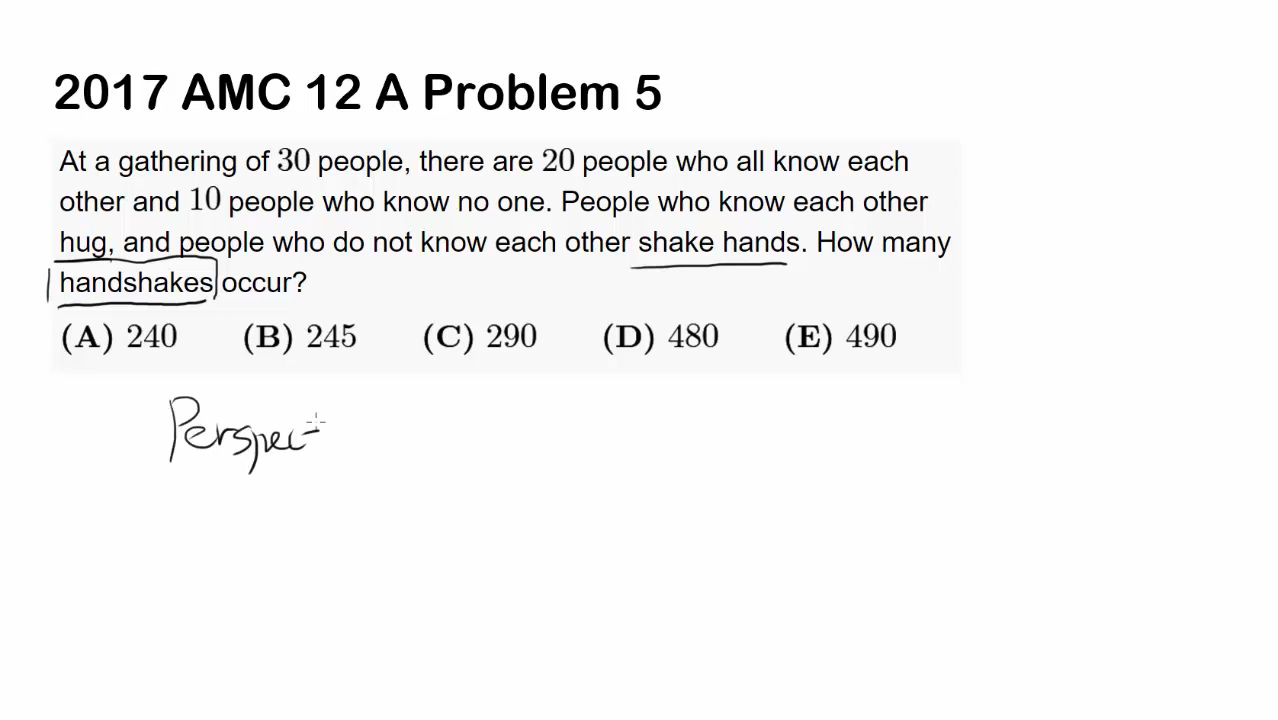 2017 AMC 12 A Problem 5
At a gathering of 30 people, there are 20 people who all know each
other and 10 people who know no one. People who know each other
hug, and people who do not know each other shake hands. How many
handshakes occur?
(A) 240 (B) 245 (C) 290 (D) 480 (E) 490
Perspec-